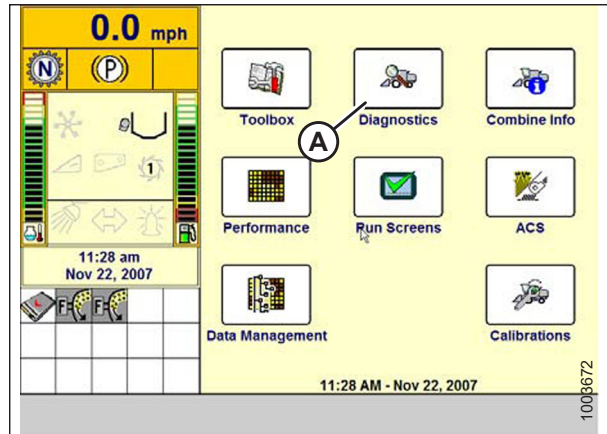 0.0 mph
N
(P)
1
11:28 am
Nov 22, 2007
F F
Toolbox Diagnostics Combine Info
A
Performance Run Screens ACS
Data Management Calibrations
11:28 AM - Nov 22, 2007
1003672